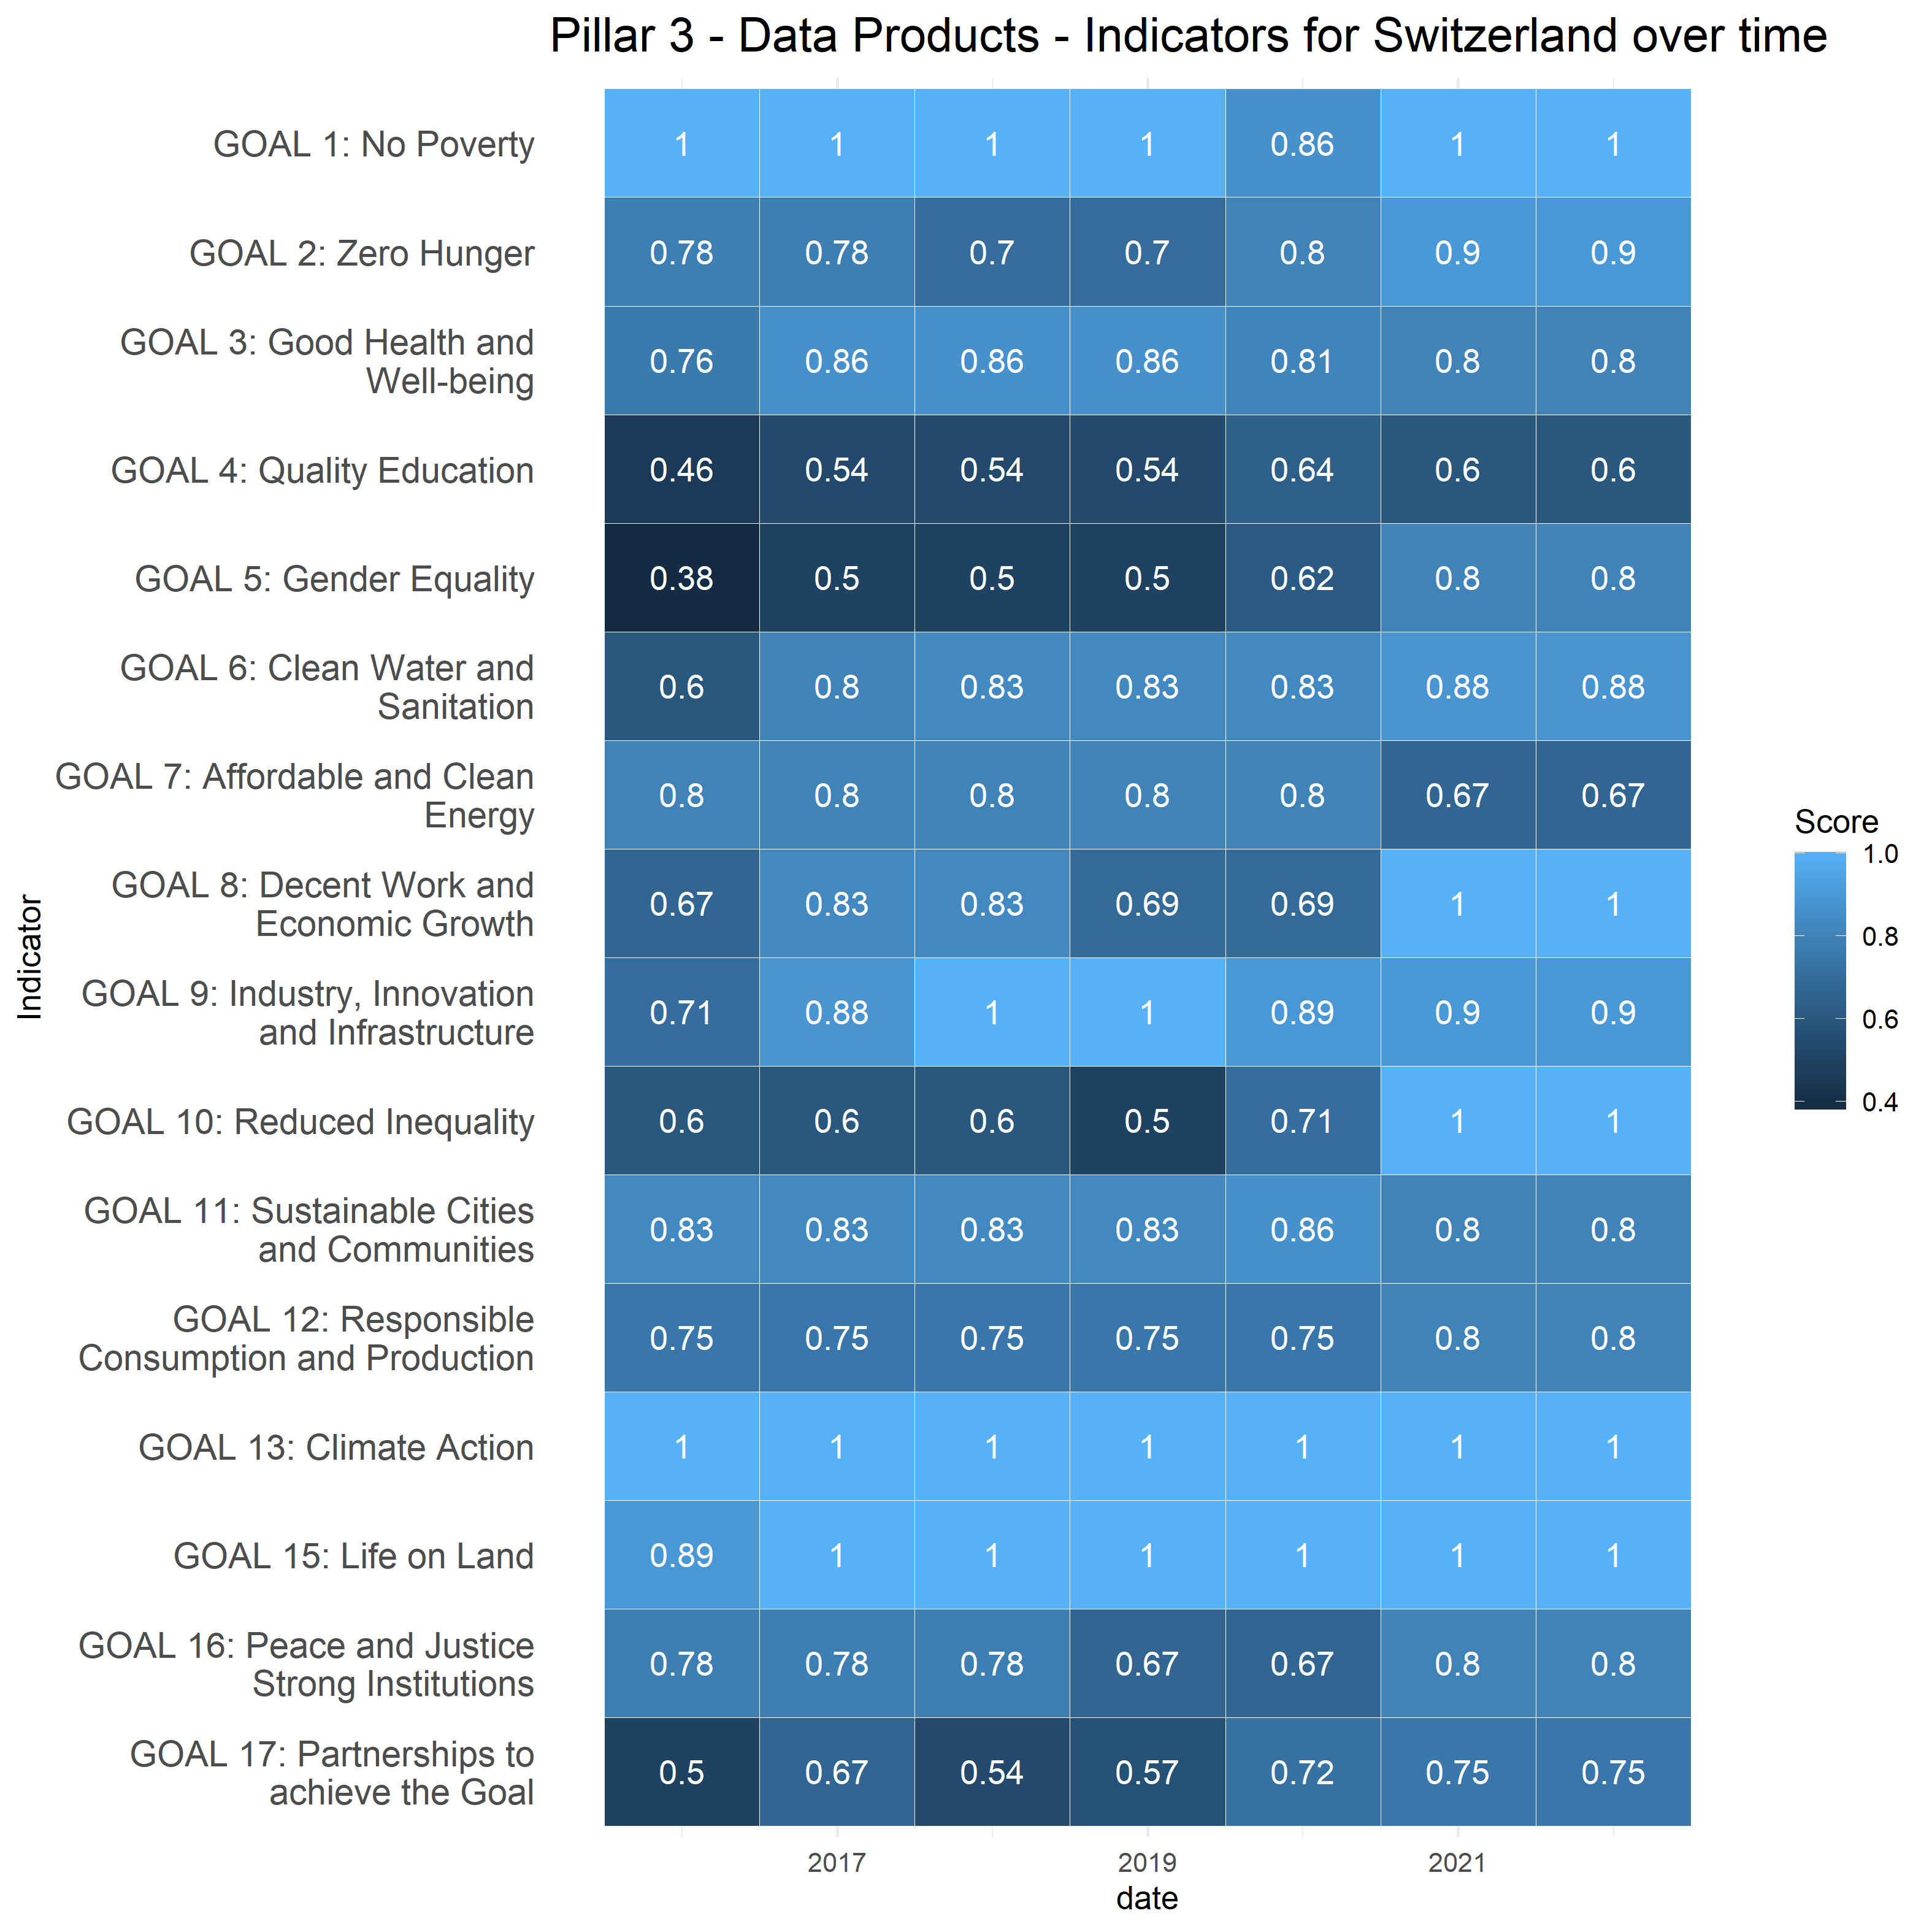 Pillar 3 - Data Products - Indicators for Switzerland over time
GOAL 1: No Poverty 1 1 1 1 0.86 1 1
GOAL 2: Zero Hunger 0.78 0.78 0.7 0.7 0.8 0.9 0.9
GOAL 3: Good Health and
Well-being
0.76 0.86 0.86 0.86 0.81 0.8 0.8
GOAL 4: Quality Education 0.46 0.54 0.54 0.54 0.64 0.6 0.6
GOAL 5: Gender Equality 0.38 0.5 0.5 0.5 0.62 0.8 0.8
GOAL 6: Clean Water and
Sanitation
0.6 0.8 0.83 0.83 0.83 0.88 0.88
GOAL 7: Affordable and Clean
Energy
0.8 0.8 0.8 0.8 0.8 0.67 0.67
GOAL 8: Decent Work and
Economic Growth
0.67 0.83 0.83 0.69 0.69 1 1
GOAL 9: Industry, Innovation
and Infrastructure
0.71 0.88 1 1 0.89 0.9 0.9
GOAL 10: Reduced Inequality 0.6 0.6 0.6 0.5 0.71 1 1
GOAL 11: Sustainable Cities
and Communities
0.83 0.83 0.83 0.83 0.86 0.8 0.8
GOAL 12: Responsible
Consumption and Production
0.75 0.75 0.75 0.75 0.75 0.8 0.8
GOAL 13: Climate Action 1 1 1 1 1 1 1
GOAL 15: Life on Land 0.89 1 1 1 1 1 1
GOAL 16: Peace and Justice
Strong Institutions
0.78 0.78 0.78 0.67 0.67 0.8 0.8
GOAL 17: Partnerships to
achieve the Goal
0.5 0.67 0.54 0.57 0.72 0.75 0.75
2017 2019 2021
date
Indicator
Score
1.0
0.8
0.6
0.4